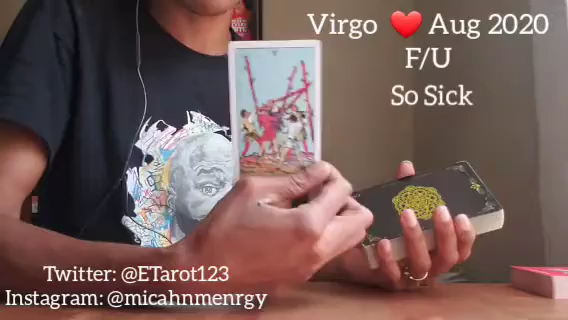 Virgo ❤️ Aug 2020
F/U
So Sick
V
Twitter: @ETarot123
Instagram: @micahnmenrgy